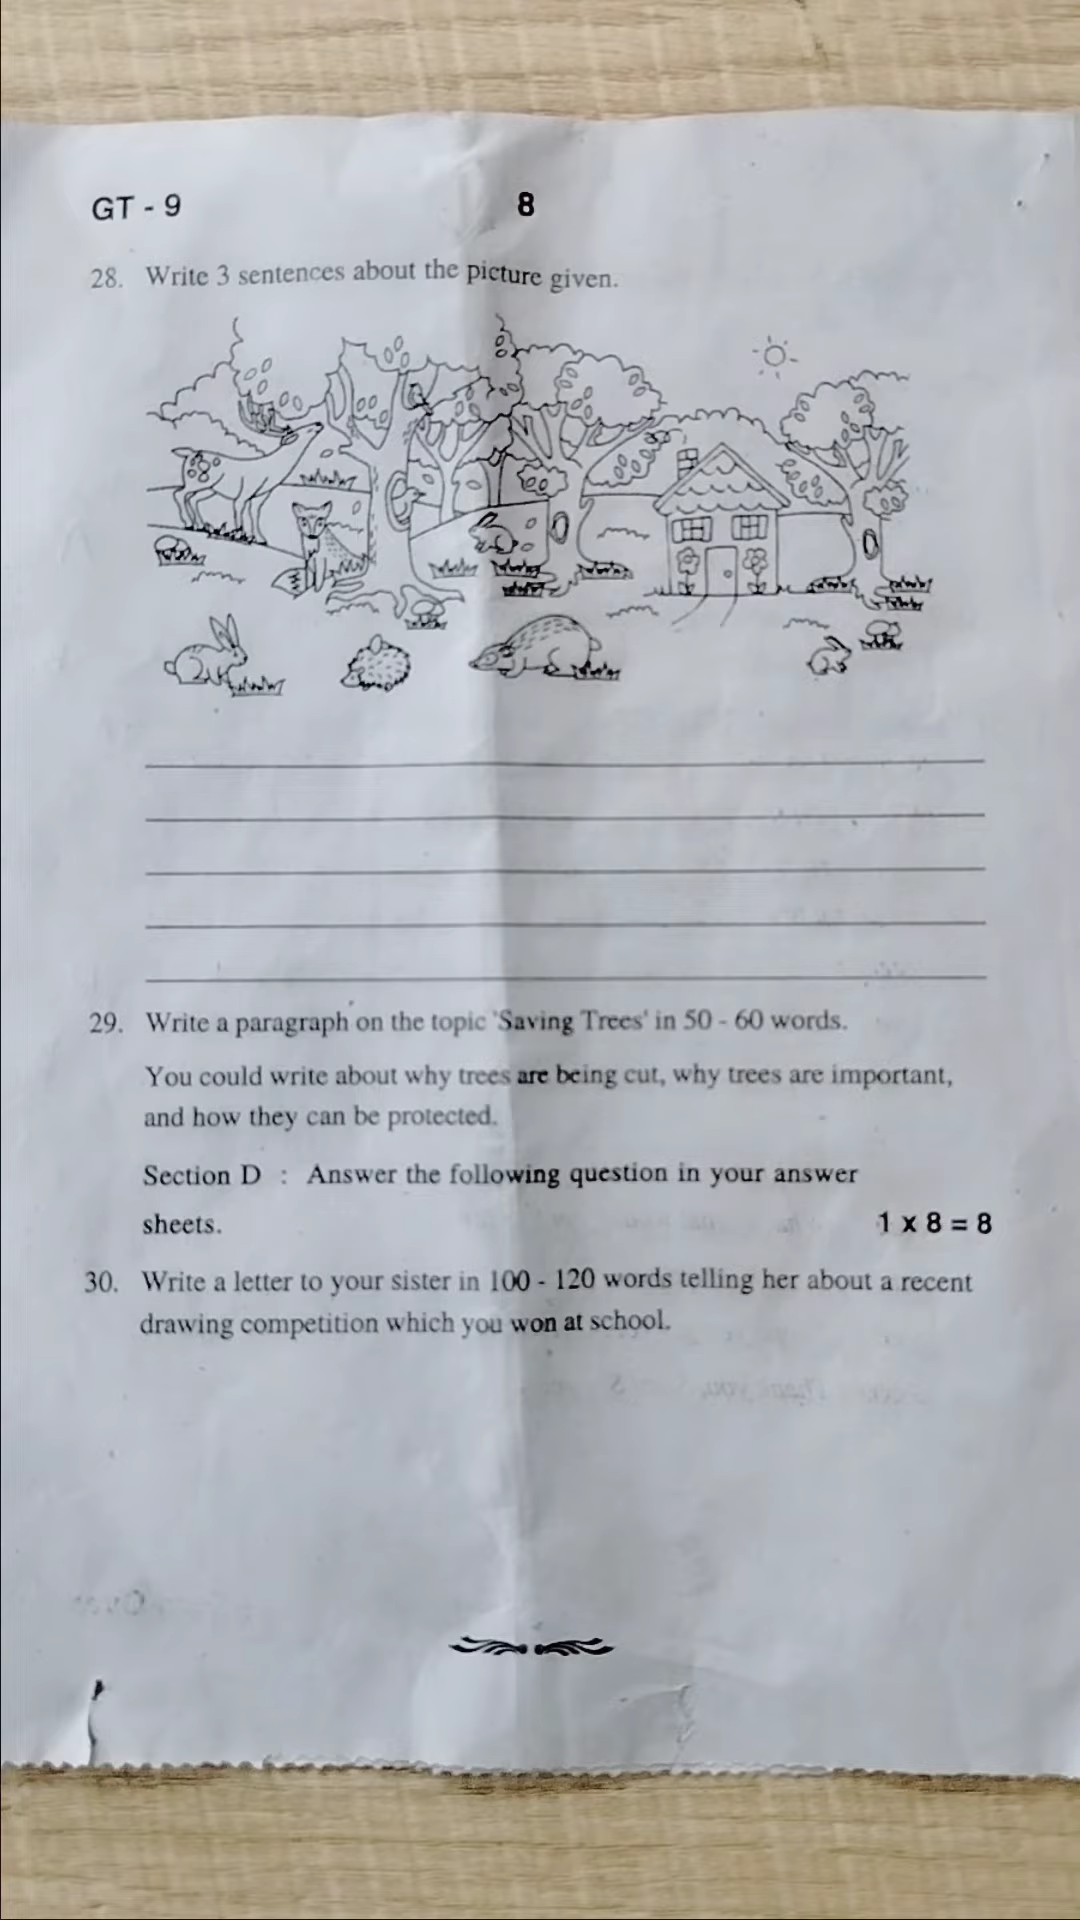 GT - 9
8
28. Write 3 sentences about the picture given.
29. Write a paragraph on the topic 'Saving Trees' in 50 - 60 words.
You could write about why trees are being cut, why trees are important,
and how they can be protected.
Section D : Answer the following question in your answer
sheets. 1 x 8 = 8
30. Write a letter to your sister in 100 - 120 words telling her about a recent
drawing competition which you won at school.